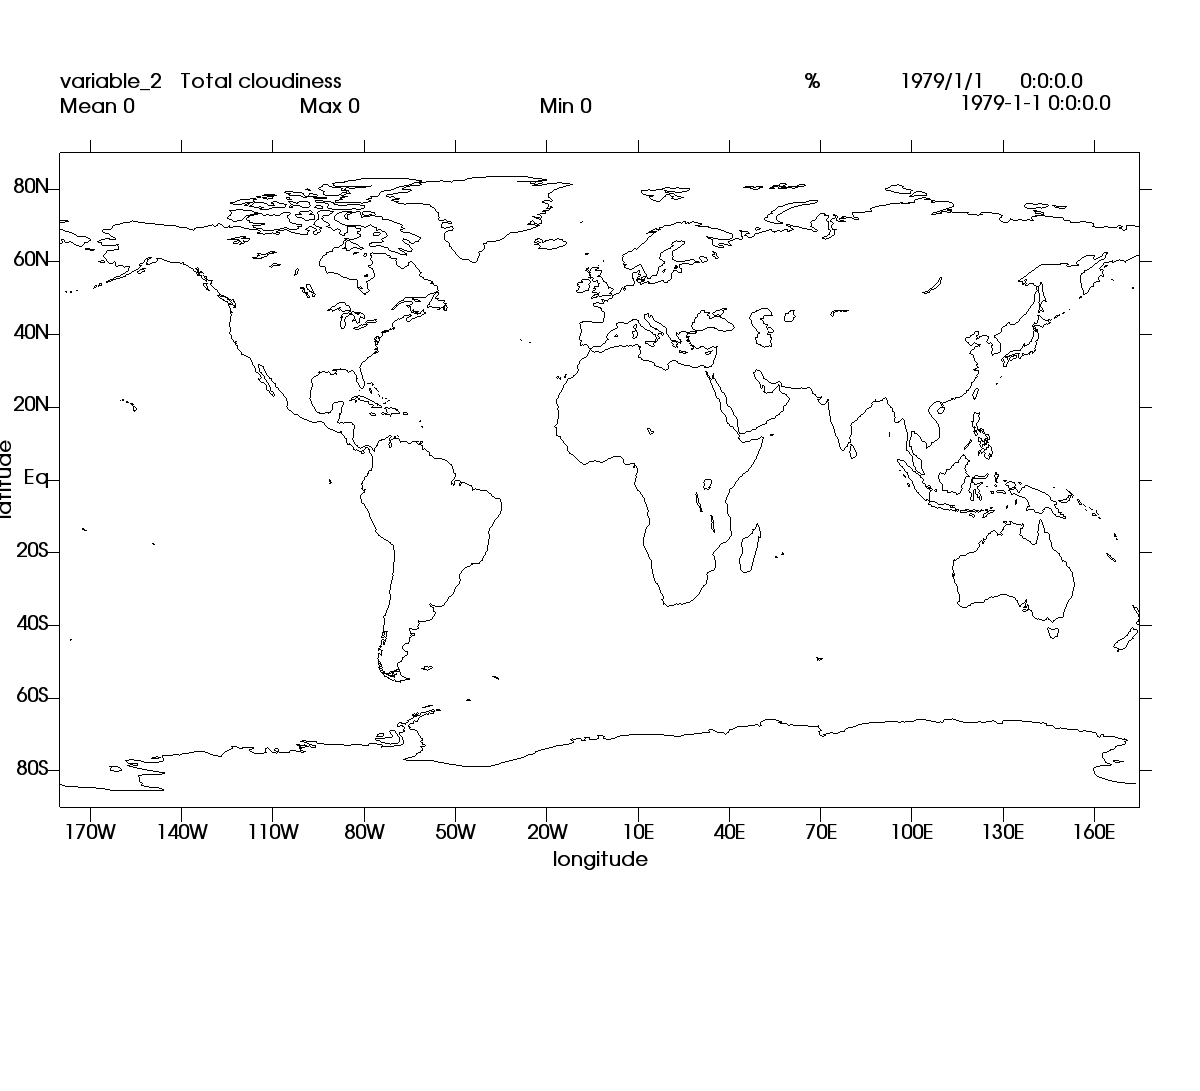 variable_2 Total cloudiness % 1979/1/1 0:0:0.0
Mean 0 Max 0 Min 0 1979-1-1 0:0:0.0
80N
60N
40N
20N
Eq
20S
40S
60S
80S
latitude
170W 140W 110W 80W 50W 20W 10E 40E 70E 100E 130E 160E
longitude